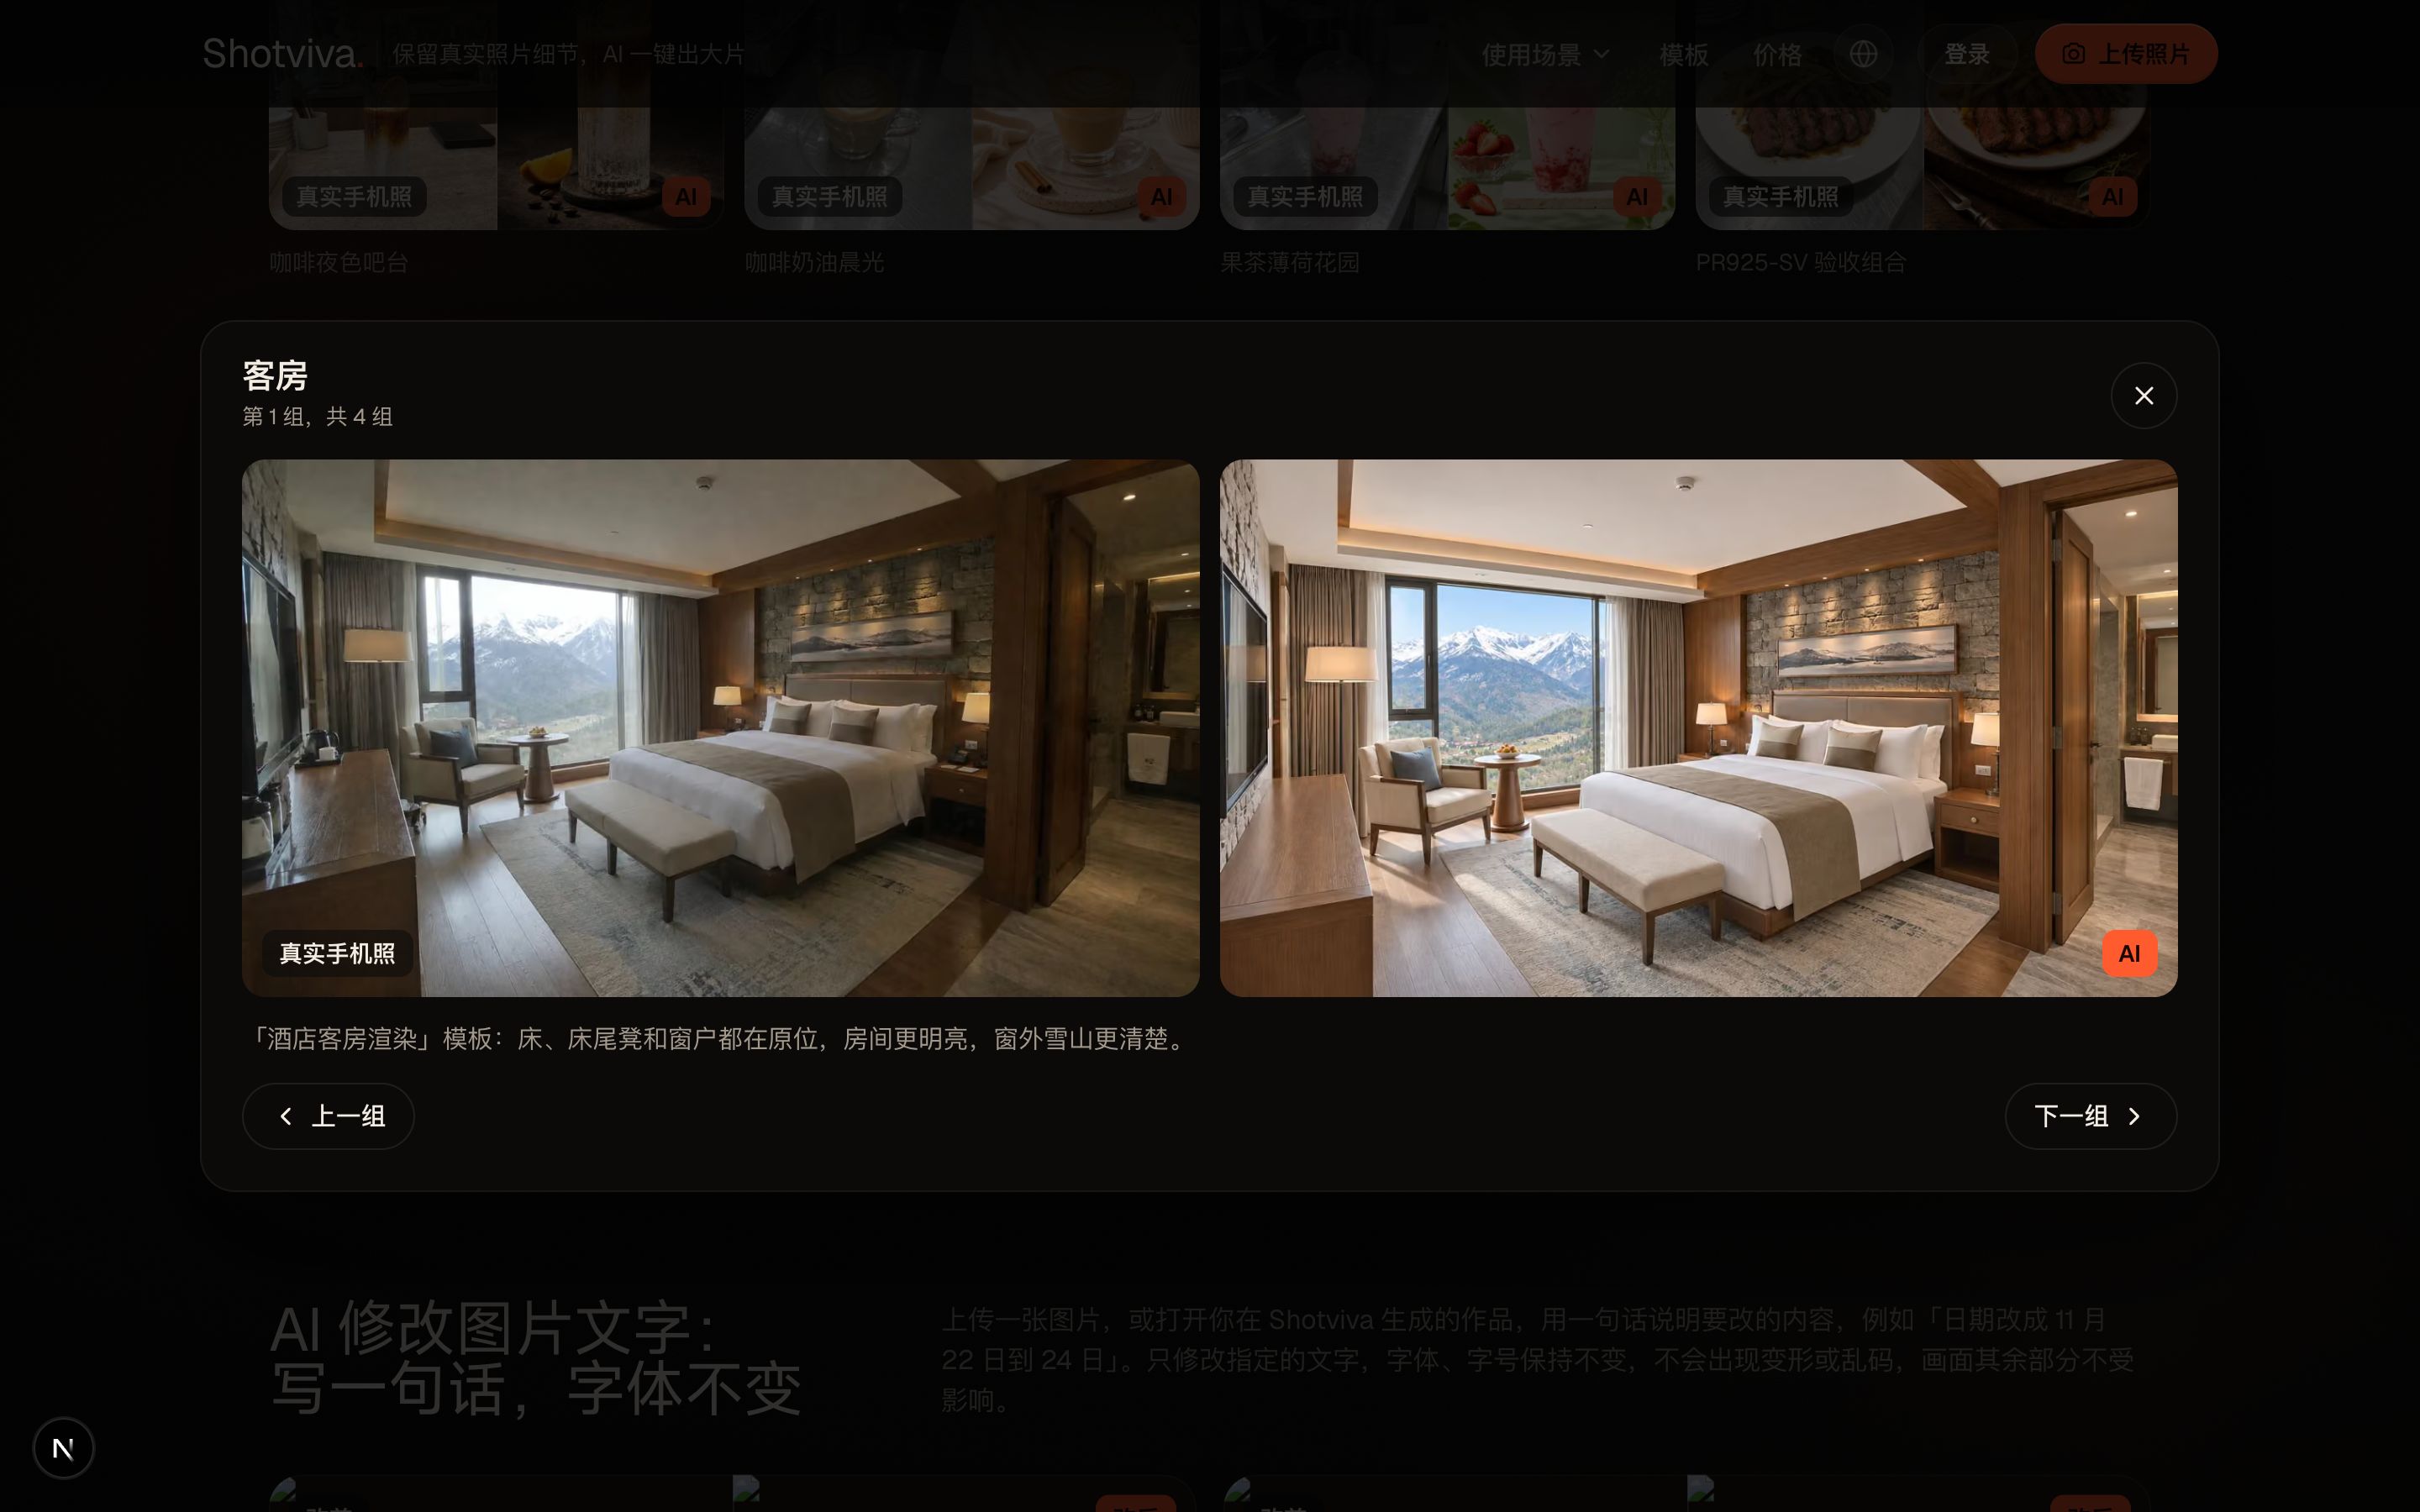 Shotviva. 保留真实照片细节，AI 一键出大片
使用场景 模板 价格 登录 上传照片
真实手机照 AI 真实手机照 AI 真实手机照 AI 真实手机照 AI
咖啡夜色吧台 咖啡奶油晨光 果茶薄荷花园 PR925-SV 验收组合
客房
第 1 组，共 4 组
真实手机照 AI
「酒店客房渲染」模板：床、床尾凳和窗户都在原位，房间更明亮，窗外雪山更清楚。
上一组 下一组
AI 修改图片文字：
写一句话，字体不变
上传一张图片，或打开你在 Shotviva 生成的作品，用一句话说明要改的内容，例如「日期改成 11 月
22 日到 24 日」。只修改指定的文字，字体、字号保持不变，不会出现变形或乱码，画面其余部分不受
影响。
N